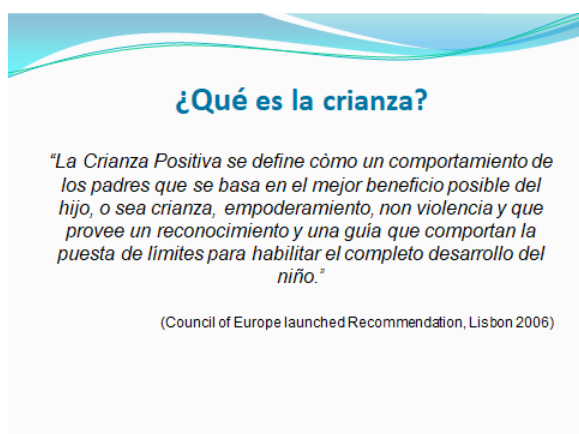 ¿Qué es la crianza?
“La Crianza Positiva se define còmo un comportamiento de
los padres que se basa en el mejor beneficio posible del
hijo, o sea crianza, empoderamiento, non violencia y que
provee un reconocimiento y una guía que comportan la
puesta de límites para habilitar el completo desarrollo del
niño.”
(Council of Europe launched Recommendation, Lisbon 2006)